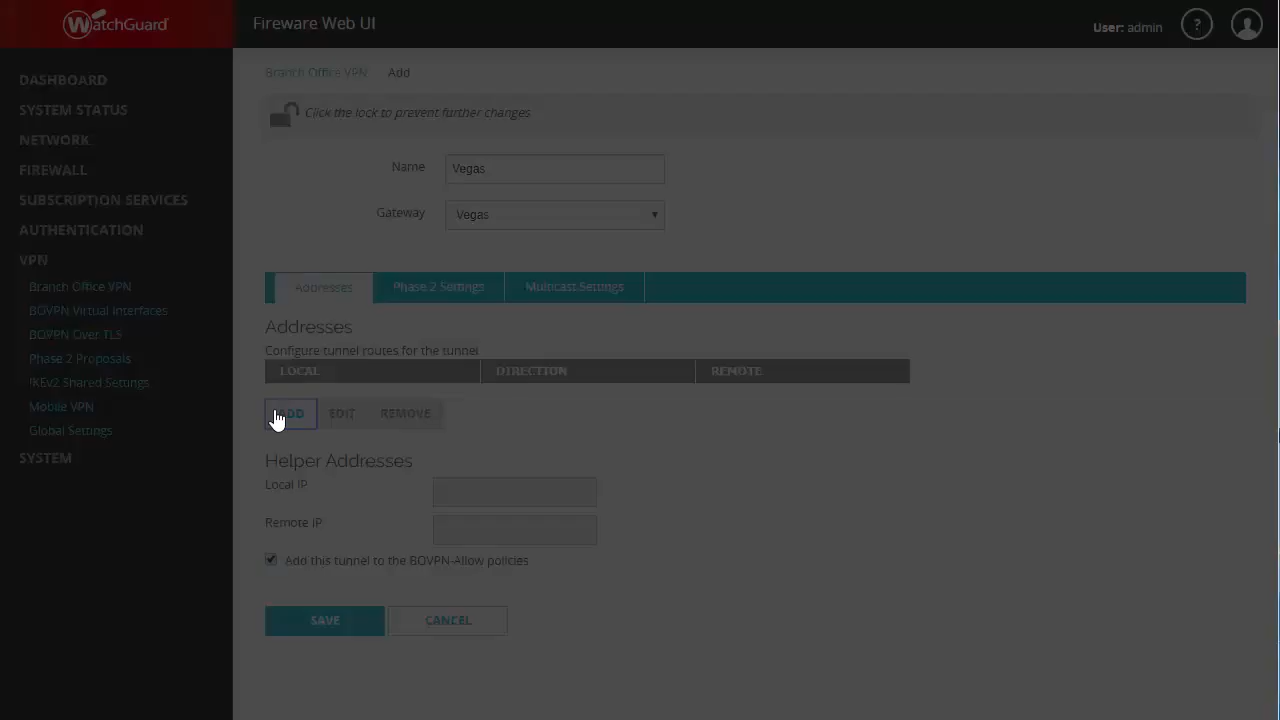 WatchGuard
Fireware Web UI
User: admin
?
DASHBOARD
SYSTEM STATUS
NETWORK
FIREWALL
SUBSCRIPTION SERVICES
AUTHENTICATION
VPN
Branch Office VPN
BOVPN Virtual Interfaces
BOVPN Over TLS
Phase 2 Proposals
IKEv2 Shared Settings
Mobile VPN
Global Settings
SYSTEM
Branch Office VPN Add
Click the lock to prevent further changes
Name Vegas
Gateway Vegas
Addresses Phase 2 Settings Multicast Settings
Addresses
Configure tunnel routes for the tunnel
LOCAL DIRECTION REMOTE
ADD EDIT REMOVE
Helper Addresses
Local IP
Remote IP
Add this tunnel to the BOVPN-Allow policies
SAVE CANCEL